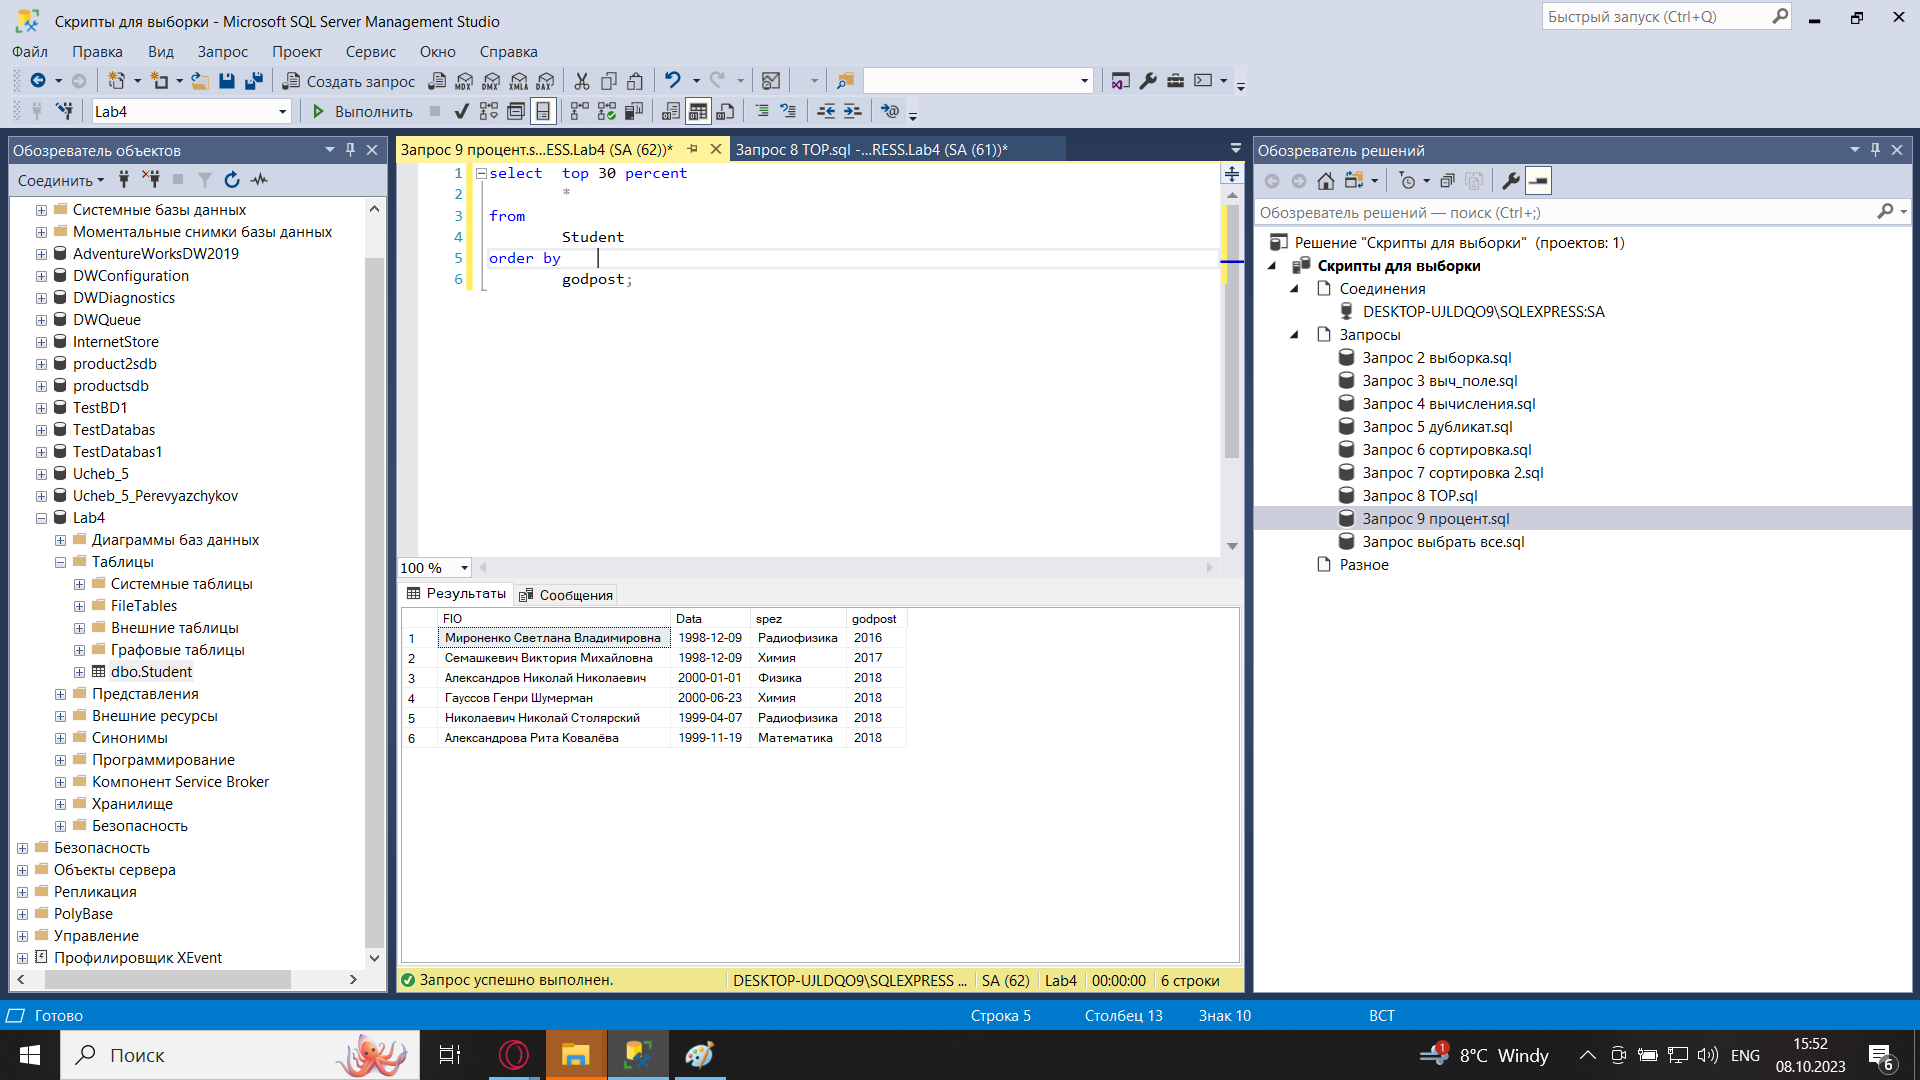 Скрипты для выборки - Microsoft SQL Server Management Studio
Быстрый запуск (Ctrl+Q)
Файл Правка Вид Запрос Проект Сервис Окно Справка
Создать запрос MDX DMX XMLA DAX
Lab4 Выполнить
Обозреватель объектов
Соединить
Системные базы данных
Моментальные снимки базы данных
AdventureWorksDW2019
DWConfiguration
DWDiagnostics
DWQueue
InternetStore
product2sdb
productsdb
TestBD1
TestDatabas
TestDatabas1
Ucheb_5
Ucheb_5_Perevyazchykov
Lab4
Диаграммы баз данных
Таблицы
Системные таблицы
FileTables
Внешние таблицы
Графовые таблицы
dbo.Student
Представления
Внешние ресурсы
Синонимы
Программирование
Компонент Service Broker
Хранилище
Безопасность
Безопасность
Объекты сервера
Репликация
PolyBase
Управление
Профилировщик XEvent
Запрос 9 процент.s...ESS.Lab4 (SA (62))* Запрос 8 TOP.sql -...RESS.Lab4 (SA (61))*
1 select top 30 percent
2 *
3 from
4 Student
5 order by
6 godpost;
100 %
Результаты Сообщения
FIO Data spez godpost
1 Мироненко Светлана Владимировна 1998-12-09 Радиофизика 2016
2 Семашкевич Виктория Михайловна 1998-12-09 Химия 2017
3 Александров Николай Николаевич 2000-01-01 Физика 2018
4 Гауссов Генри Шумерман 2000-06-23 Химия 2018
5 Николаевич Николай Столярский 1999-04-07 Радиофизика 2018
6 Александрова Рита Ковалёва 1999-11-19 Математика 2018
Запрос успешно выполнен. DESKTOP-UJLDQO9\SQLEXPRESS ... SA (62) Lab4 00:00:00 6 строки
Обозреватель решений
Обозреватель решений — поиск (Ctrl+;)
Решение "Скрипты для выборки" (проектов: 1)
Скрипты для выборки
Соединения
DESKTOP-UJLDQO9\SQLEXPRESS:SA
Запросы
Запрос 2 выборка.sql
Запрос 3 выч_поле.sql
Запрос 4 вычисления.sql
Запрос 5 дубликат.sql
Запрос 6 сортировка.sql
Запрос 7 сортировка 2.sql
Запрос 8 TOP.sql
Запрос 9 процент.sql
Запрос выбрать все.sql
Разное
Готово Строка 5 Столбец 13 Знак 10 ВСТ
Поиск 1 8°C Windy ENG 15:52
08.10.2023 6